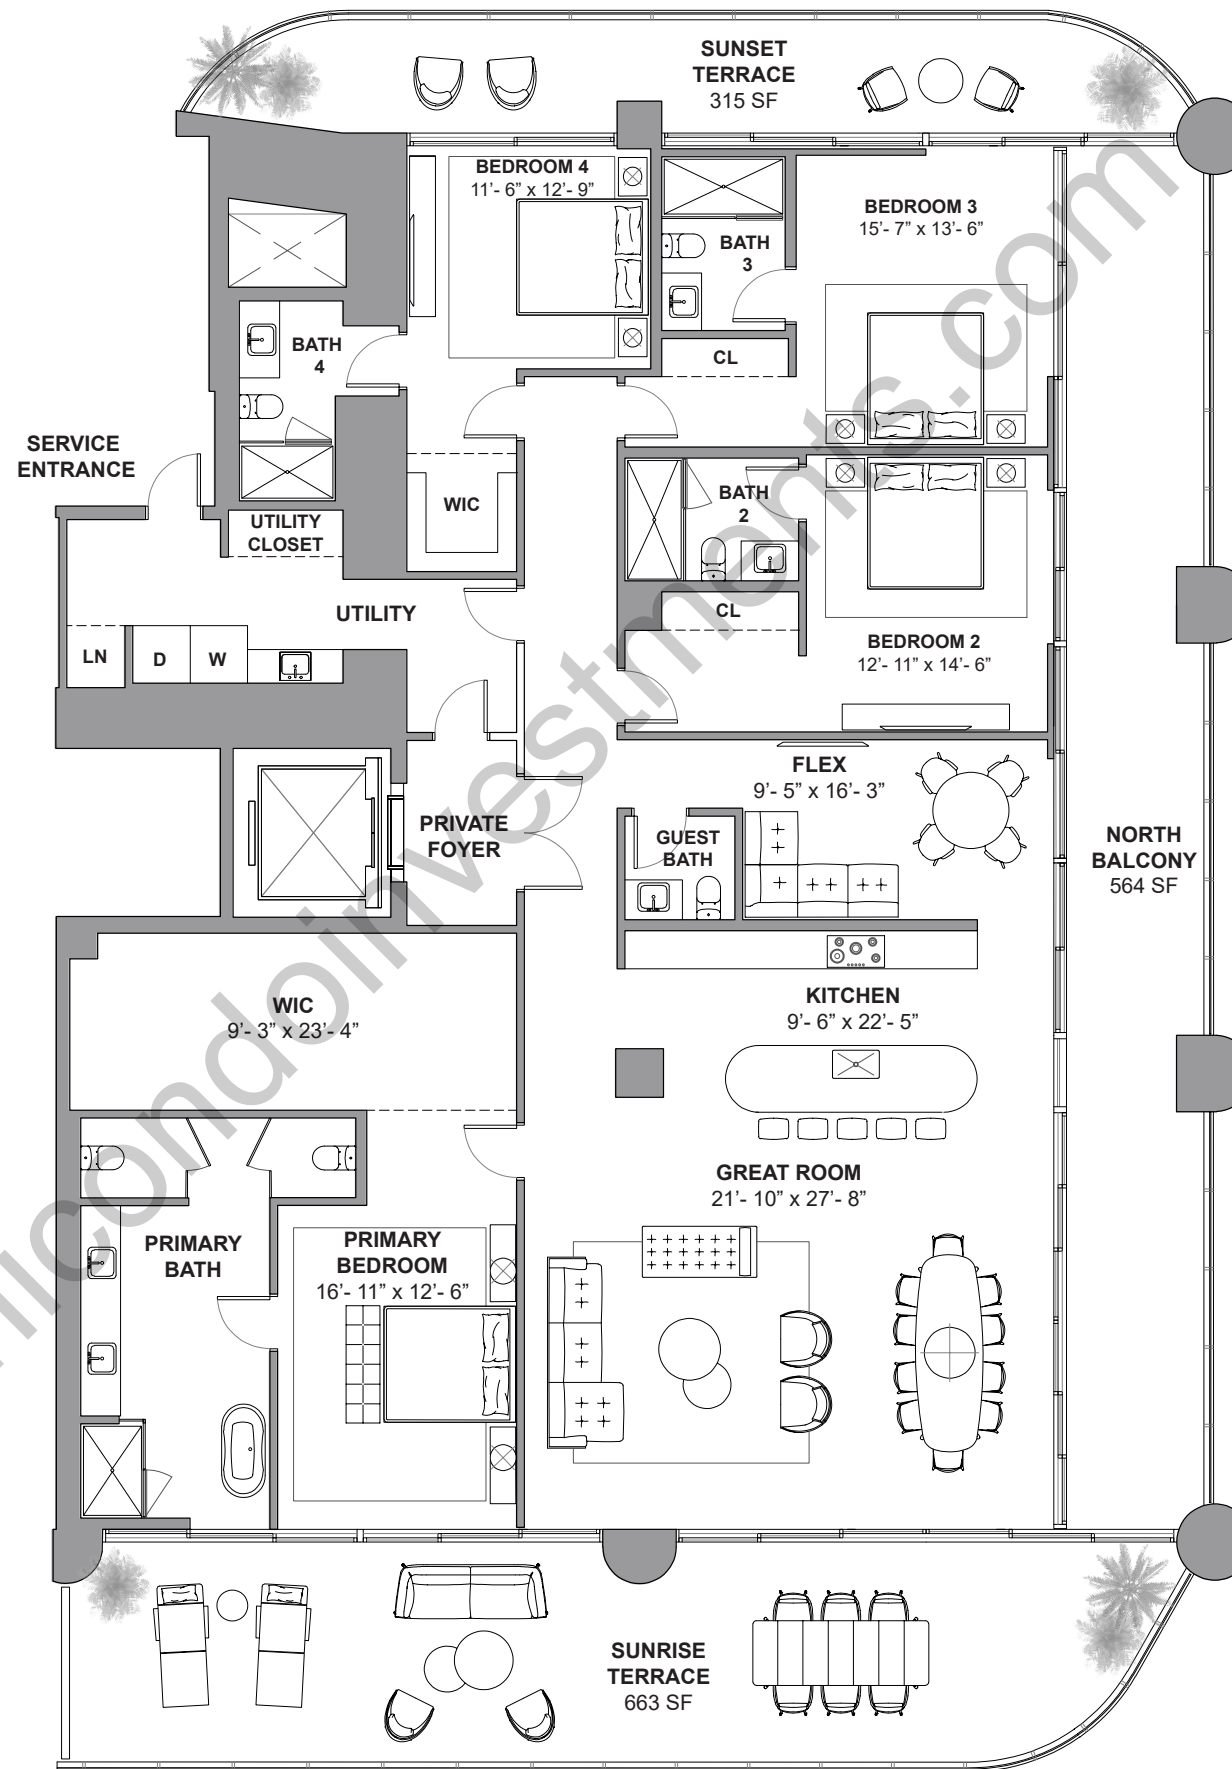 SUNSET
TERRACE
315 SF
BEDROOM 4
11’- 6” x 12’- 9”
BEDROOM 3
15’- 7” x 13’- 6”
BATH
3
BATH
4
CL
SERVICE
ENTRANCE
WIC
BATH
2
UTILITY
CLOSET
UTILITY
CL
BEDROOM 2
12’- 11” x 14’- 6”
LN
D
W
FLEX
9’- 5” x 16’- 3”
PRIVATE
FOYER
GUEST
BATH
NORTH
BALCONY
564 SF
WIC
9’- 3” x 23’- 4”
KITCHEN
9’- 6” x 22’- 5”
GREAT ROOM
21’- 10” x 27’- 8”
PRIMARY
BATH
PRIMARY
BEDROOM
16’- 11” x 12’- 6”
SUNRISE
TERRACE
663 SF
icondoinvestments.com